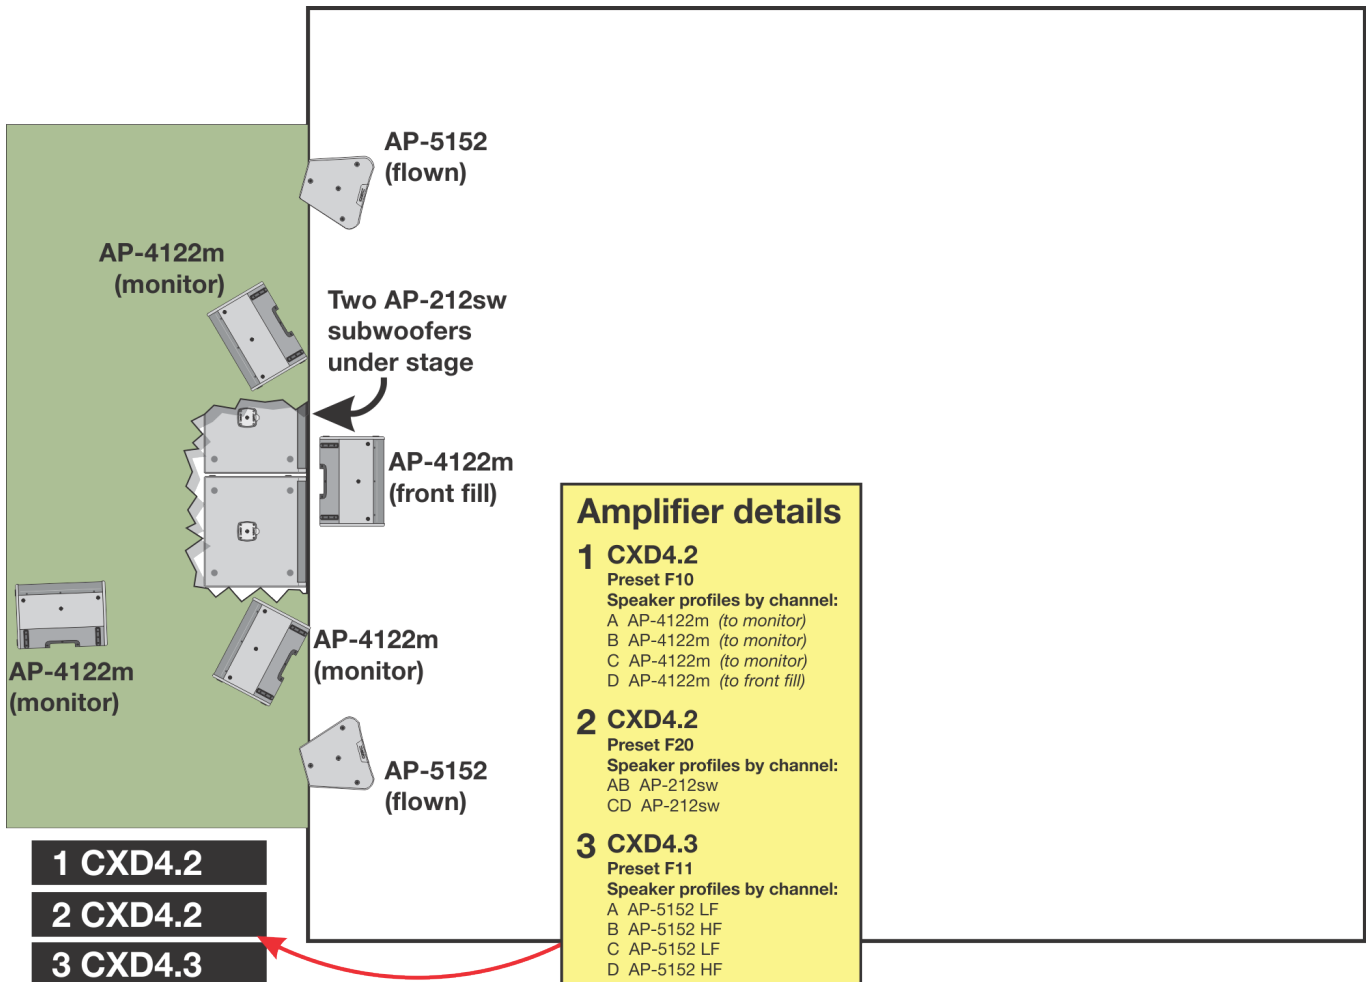 AP-5152
(flown)
AP-4122m
(monitor)
Two AP-212sw
subwoofers
under stage
AP-4122m
(front fill)
AP-4122m
(monitor)
AP-4122m
(monitor)
AP-5152
(flown)
1 CXD4.2
2 CXD4.2
3 CXD4.3
Amplifier details
1 CXD4.2
Preset F10
Speaker profiles by channel:
A AP-4122m (to monitor)
B AP-4122m (to monitor)
C AP-4122m (to monitor)
D AP-4122m (to front fill)
2 CXD4.2
Preset F20
Speaker profiles by channel:
AB AP-212sw
CD AP-212sw
3 CXD4.3
Preset F11
Speaker profiles by channel:
A AP-5152 LF
B AP-5152 HF
C AP-5152 LF
D AP-5152 HF